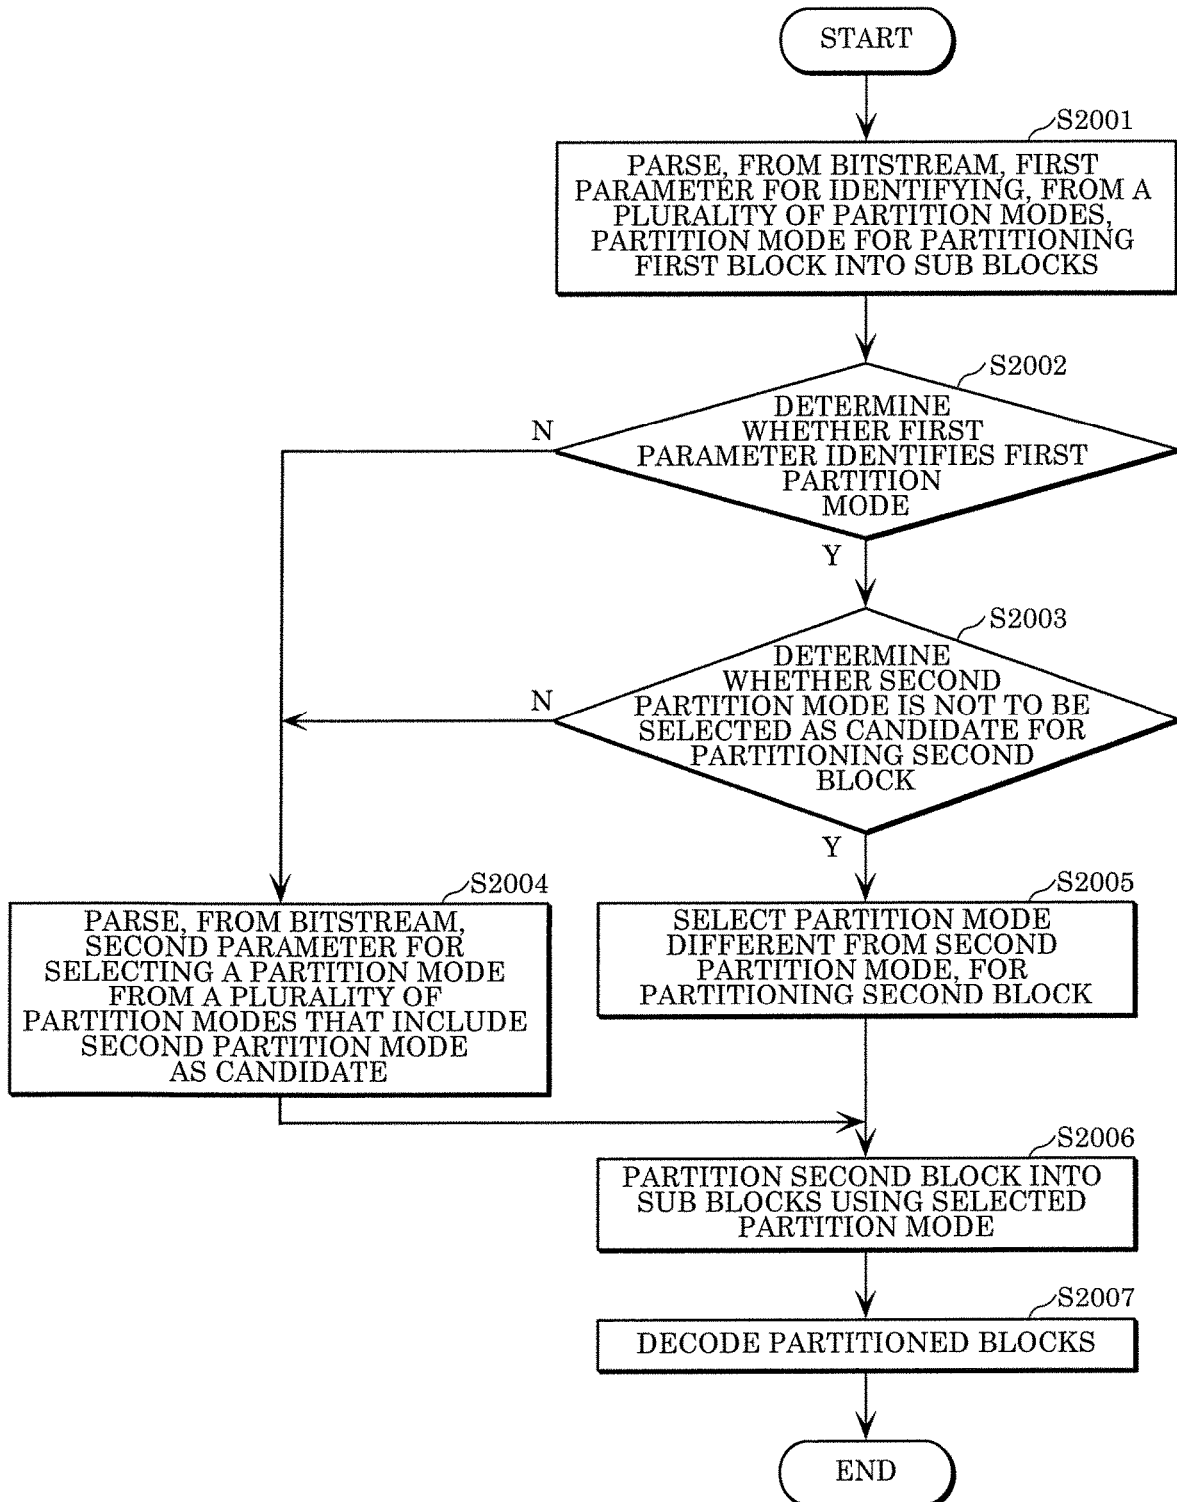 START
S2001
PARSE, FROM BITSTREAM, FIRST
PARAMETER FOR IDENTIFYING, FROM A
PLURALITY OF PARTITION MODES,
PARTITION MODE FOR PARTITIONING
FIRST BLOCK INTO SUB BLOCKS
S2002
DETERMINE
WHETHER FIRST
PARAMETER IDENTIFIES FIRST
PARTITION
MODE
N
Y
S2003
DETERMINE
WHETHER SECOND
PARTITION MODE IS NOT TO BE
SELECTED AS CANDIDATE FOR
PARTITIONING SECOND
BLOCK
N
Y
S2004
PARSE, FROM BITSTREAM,
SECOND PARAMETER FOR
SELECTING A PARTITION MODE
FROM A PLURALITY OF
PARTITION MODES THAT INCLUDE
SECOND PARTITION MODE
AS CANDIDATE
S2005
SELECT PARTITION MODE
DIFFERENT FROM SECOND
PARTITION MODE, FOR
PARTITIONING SECOND BLOCK
S2006
PARTITION SECOND BLOCK INTO
SUB BLOCKS USING SELECTED
PARTITION MODE
S2007
DECODE PARTITIONED BLOCKS
END